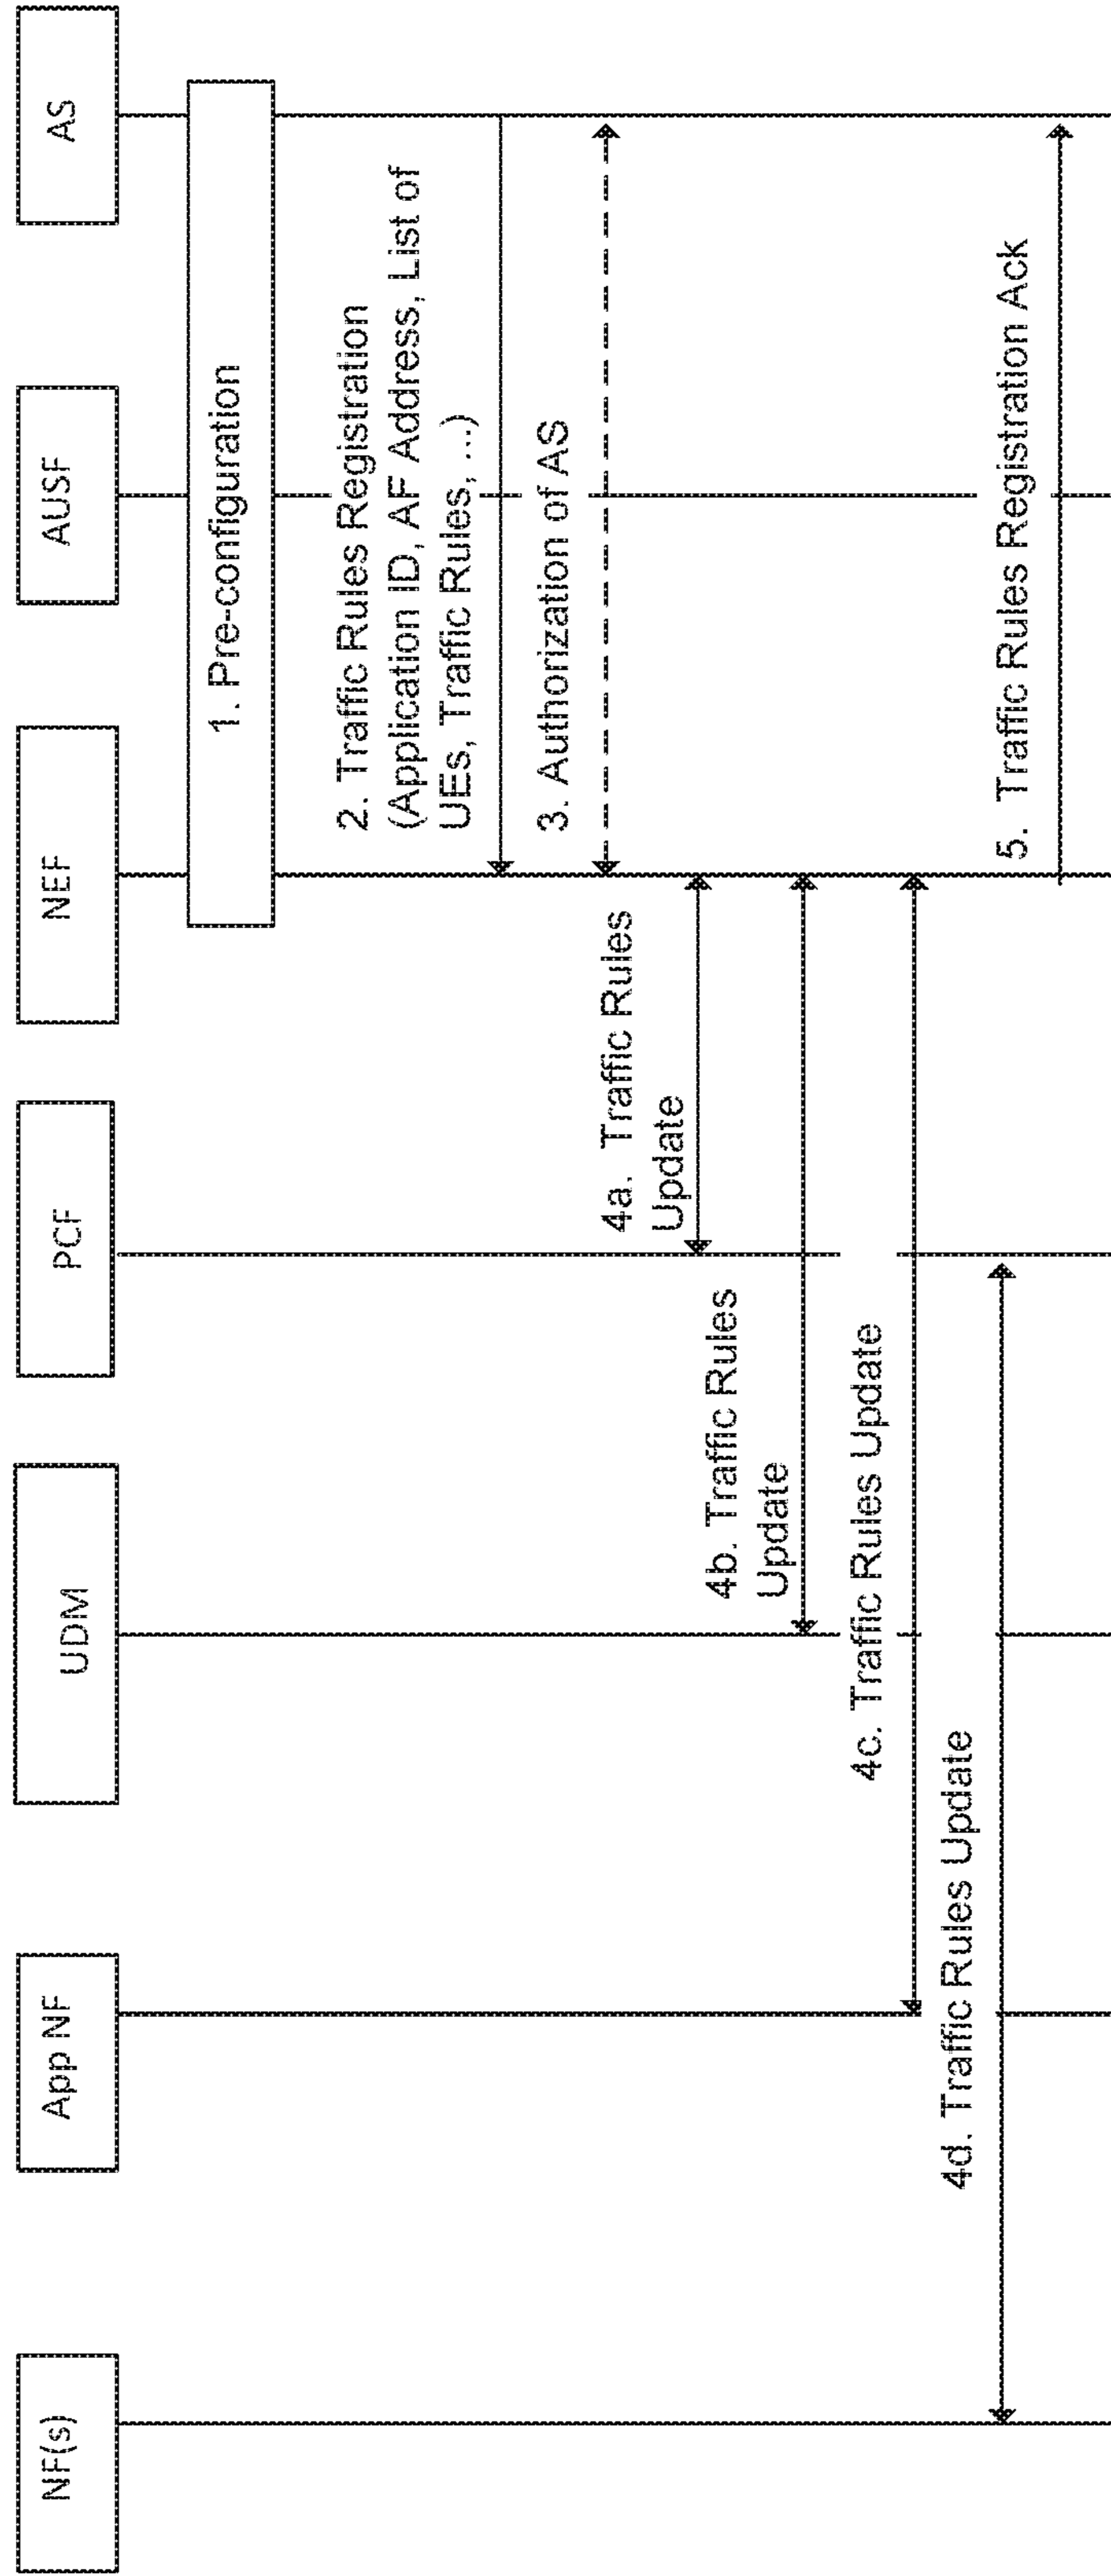 NF(s)
App NF
UDM
PCF
NEF
AUSF
AS
1. Pre-configuration
2. Traffic Rules Registration
(Application ID, AF Address, List of
UEs, Traffic Rules, ...)
3. Authorization of AS
4a. Traffic Rules
Update
4b. Traffic Rules
Update
4c. Traffic Rules Update
4d. Traffic Rules Update
5. Traffic Rules Registration Ack